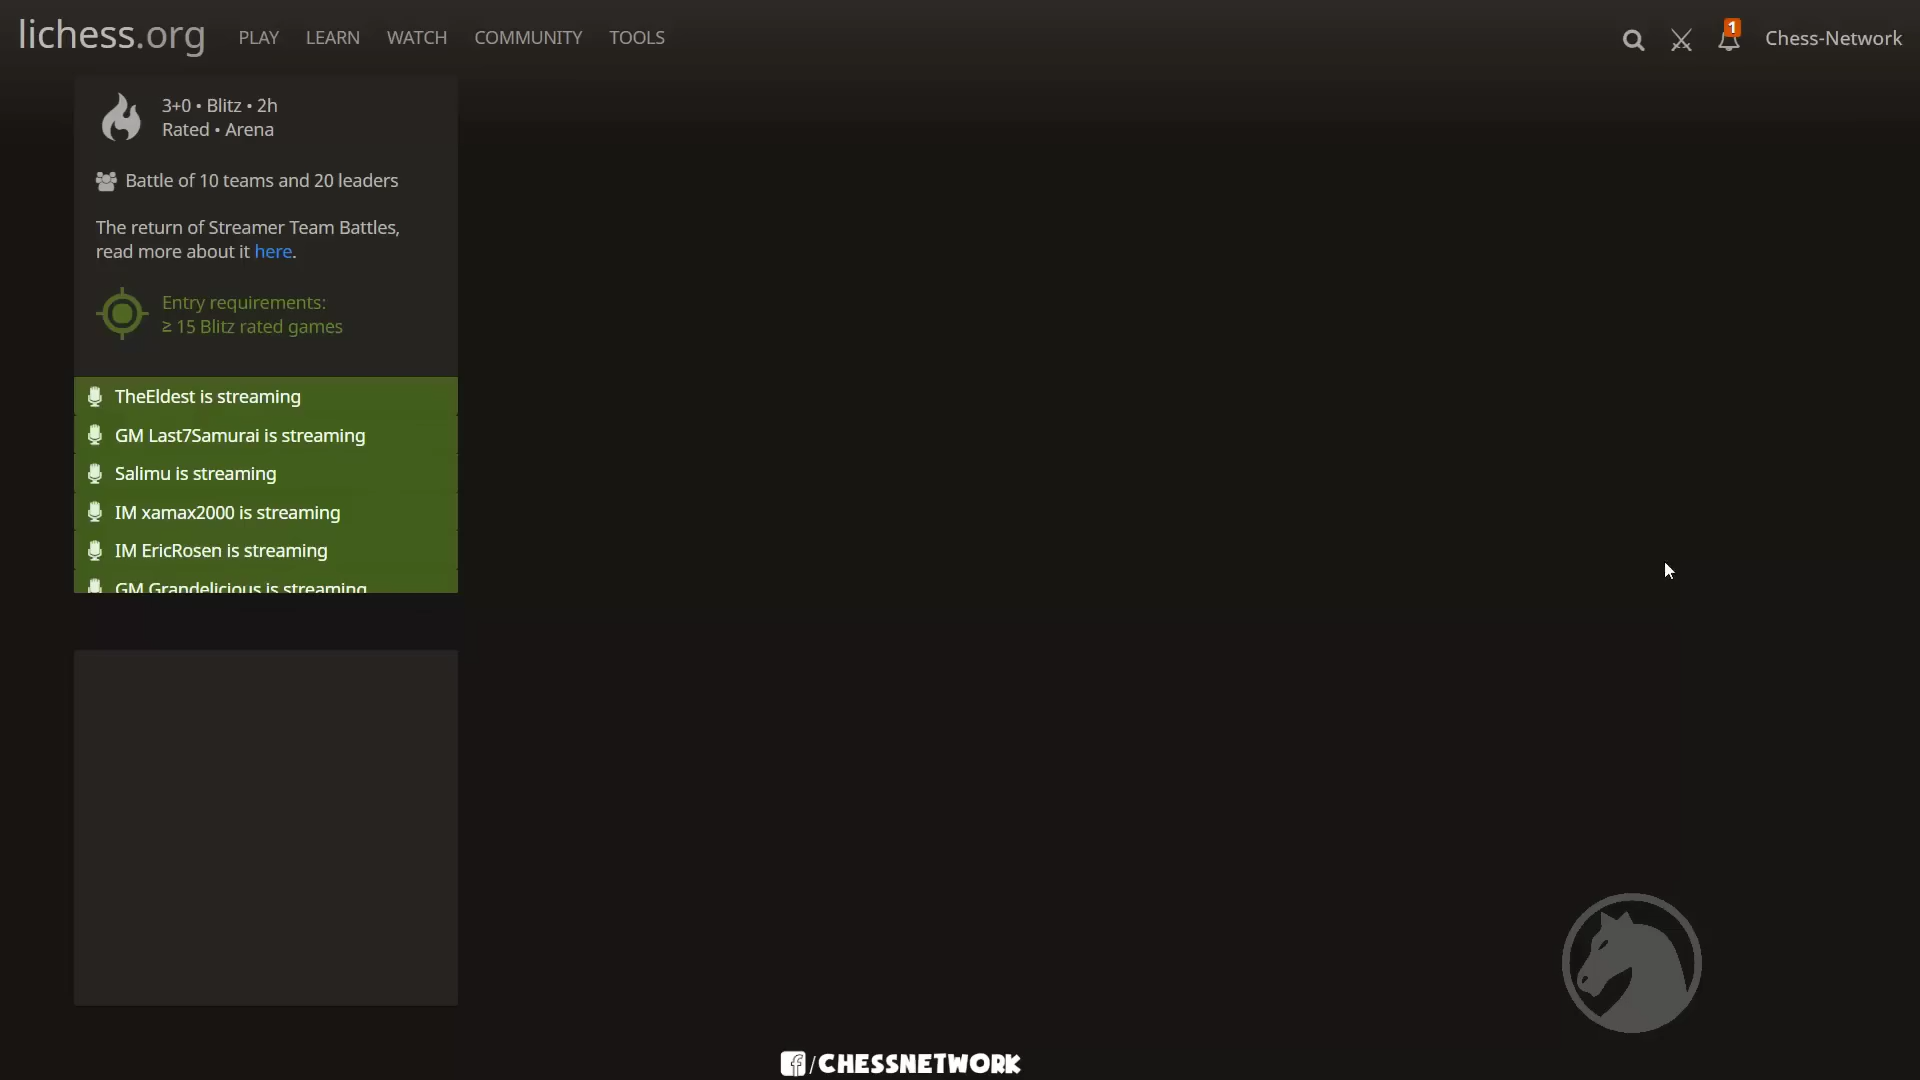 lichess.org
PLAY LEARN WATCH COMMUNITY TOOLS
1
Chess-Network
3+0 • Blitz • 2h
Rated • Arena
Battle of 10 teams and 20 leaders
The return of Streamer Team Battles,
read more about it here.
Entry requirements:
≥ 15 Blitz rated games
TheEldest is streaming
GM Last7Samurai is streaming
Salimu is streaming
IM xamax2000 is streaming
IM EricRosen is streaming
GM Grandelicious is streaming
f/CHESSNETWORK